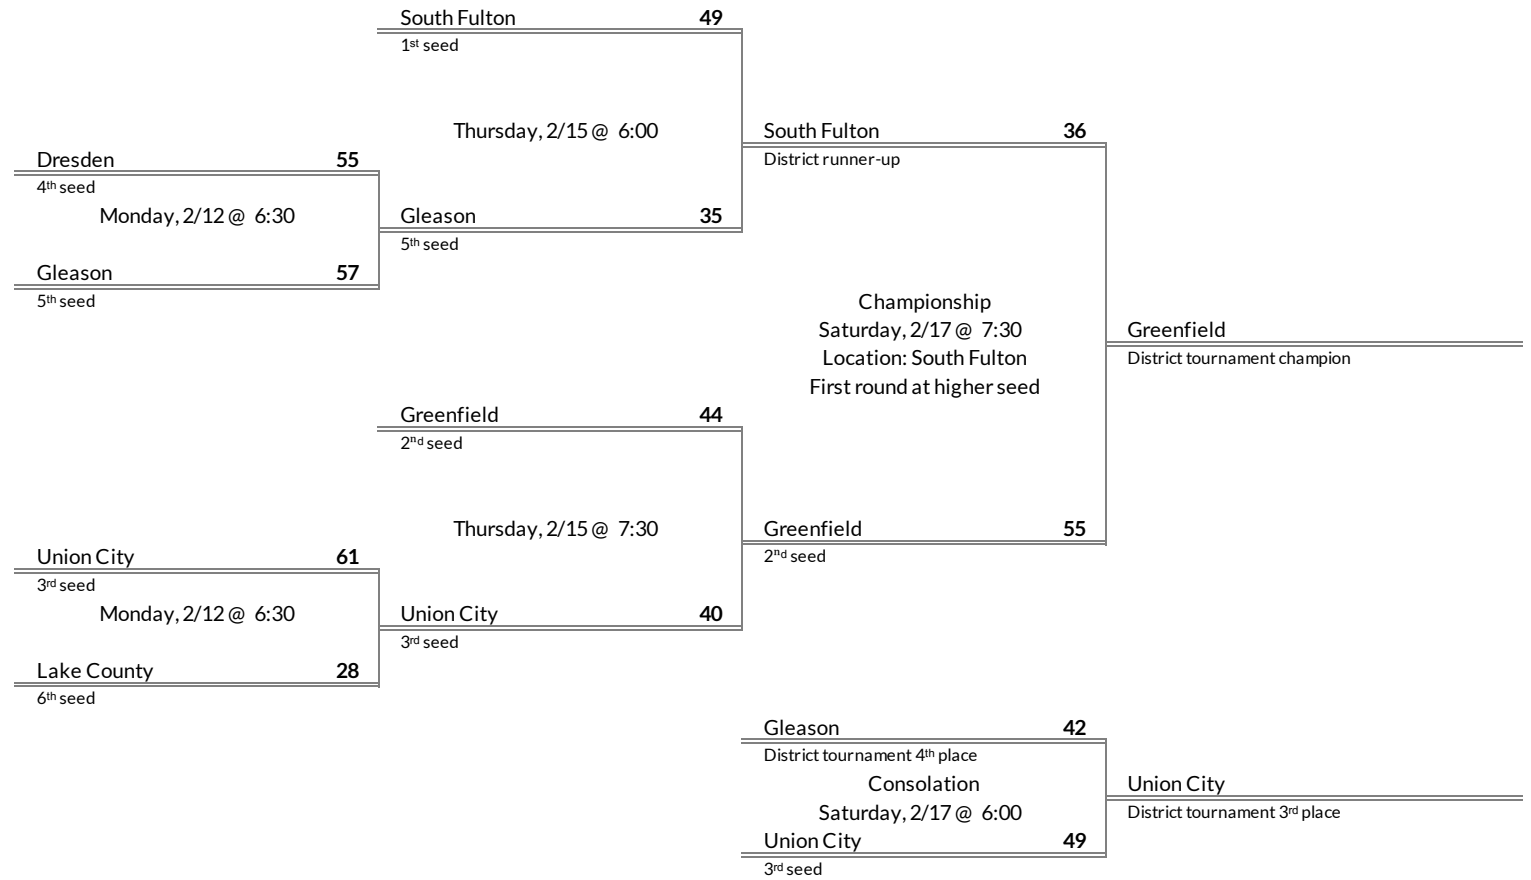 South Fulton 49
1st seed
Thursday, 2/15 @ 6:00
South Fulton 36
District runner-up
Dresden 55
4th seed
Monday, 2/12 @ 6:30
Gleason 35
5th seed
Gleason 57
5th seed
Championship
Saturday, 2/17 @ 7:30
Location: South Fulton
First round at higher seed
Greenfield
District tournament champion
Greenfield 44
2nd seed
Thursday, 2/15 @ 7:30
Greenfield 55
2nd seed
Union City 61
3rd seed
Monday, 2/12 @ 6:30
Union City 40
3rd seed
Lake County 28
6th seed
Gleason 42
District tournament 4th place
Consolation
Saturday, 2/17 @ 6:00
Union City
District tournament 3rd place
Union City 49
3rd seed